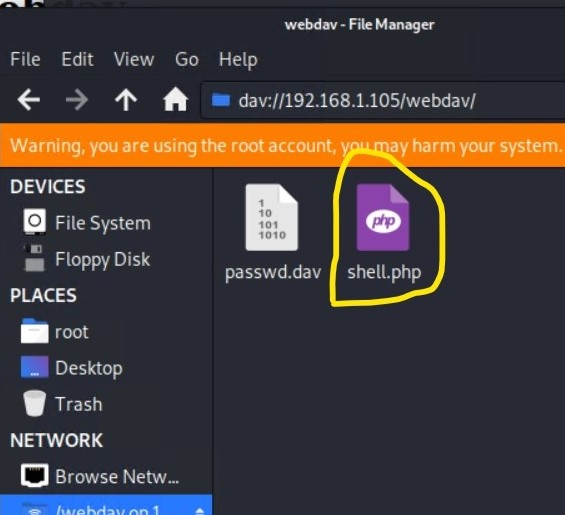 webdav - File Manager
File Edit View Go Help
dav://192.168.1.105/webdav/
Warning, you are using the root account, you may harm your system.
DEVICES
File System
Floppy Disk
PLACES
root
Desktop
Trash
NETWORK
Browse Netw...
/webdav on 1...
1
10
101
1010
passwd.dav
php
shell.php